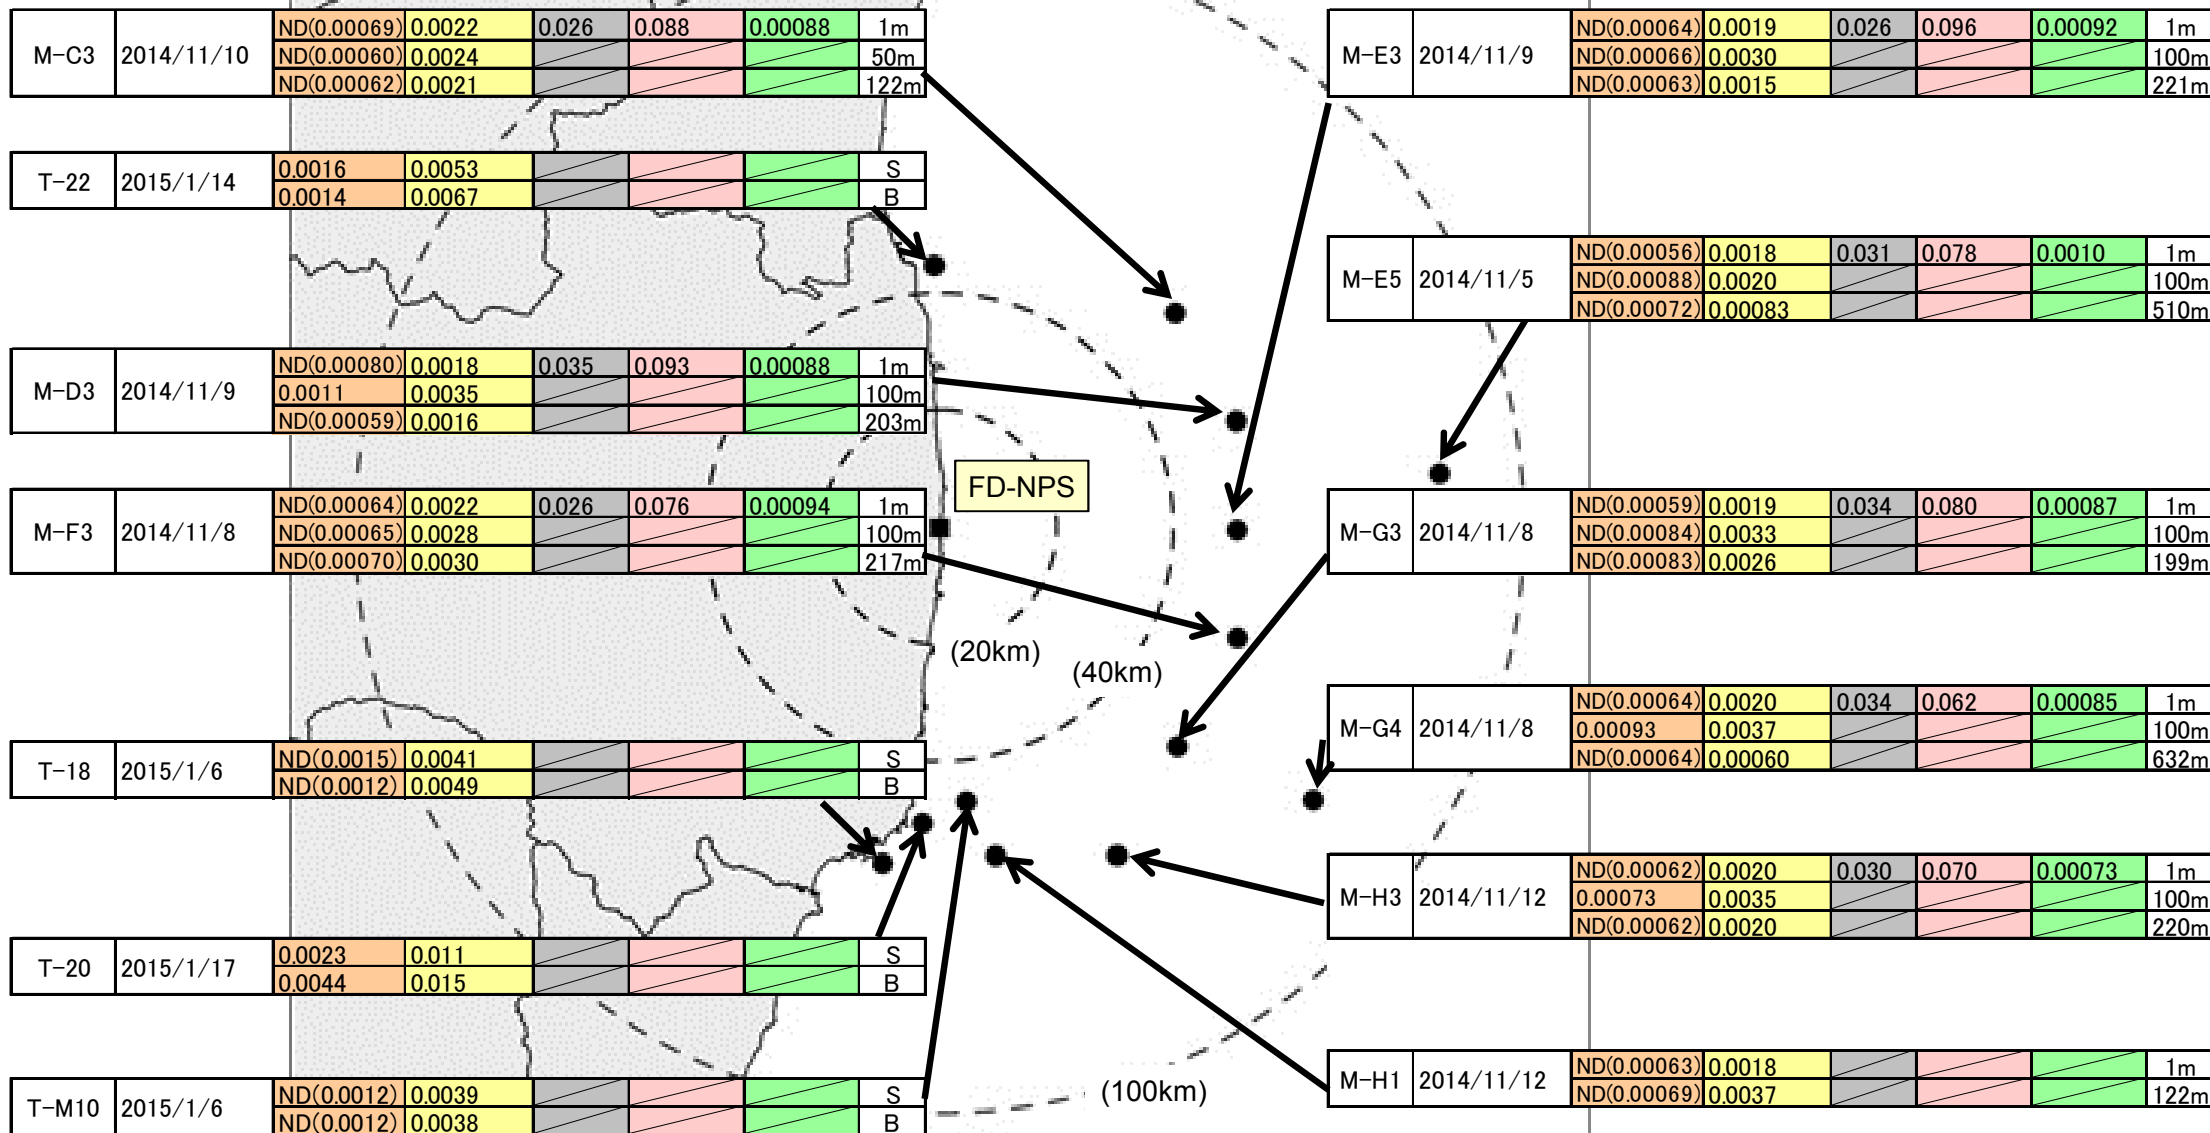 M-C3 2014/11/10 ND(0.00069) 0.0022 0.026 0.088 0.00088 1m
ND(0.00060) 0.0024 50m
ND(0.00062) 0.0021 122m
T-22 2015/1/14 0.0016 0.0053 S
0.0014 0.0067 B
M-D3 2014/11/9 ND(0.00080) 0.0018 0.035 0.093 0.00088 1m
0.0011 0.0035 100m
ND(0.00059) 0.0016 203m
M-F3 2014/11/8 ND(0.00064) 0.0022 0.026 0.076 0.00094 1m
ND(0.00065) 0.0028 100m
ND(0.00070) 0.0030 217m
T-18 2015/1/6 ND(0.0015) 0.0041 S
ND(0.0012) 0.0049 B
T-20 2015/1/17 0.0023 0.011 S
0.0044 0.015 B
T-M10 2015/1/6 ND(0.0012) 0.0039 S
ND(0.0012) 0.0038 B
FD-NPS
(20km)
(40km)
(100km)
M-E3 2014/11/9 ND(0.00064) 0.0019 0.026 0.096 0.00092 1m
ND(0.00066) 0.0030 100m
ND(0.00063) 0.0015 221m
M-E5 2014/11/5 ND(0.00056) 0.0018 0.031 0.078 0.0010 1m
ND(0.00088) 0.0020 100m
ND(0.00072) 0.00083 510m
M-G3 2014/11/8 ND(0.00059) 0.0019 0.034 0.080 0.00087 1m
ND(0.00084) 0.0033 100m
ND(0.00083) 0.0026 199m
M-G4 2014/11/8 ND(0.00064) 0.0020 0.034 0.062 0.00085 1m
0.00093 0.0037 100m
ND(0.00064) 0.00060 632m
M-H3 2014/11/12 ND(0.00062) 0.0020 0.030 0.070 0.00073 1m
0.00073 0.0035 100m
ND(0.00062) 0.0020 220m
M-H1 2014/11/12 ND(0.00063) 0.0018 1m
ND(0.00069) 0.0037 122m